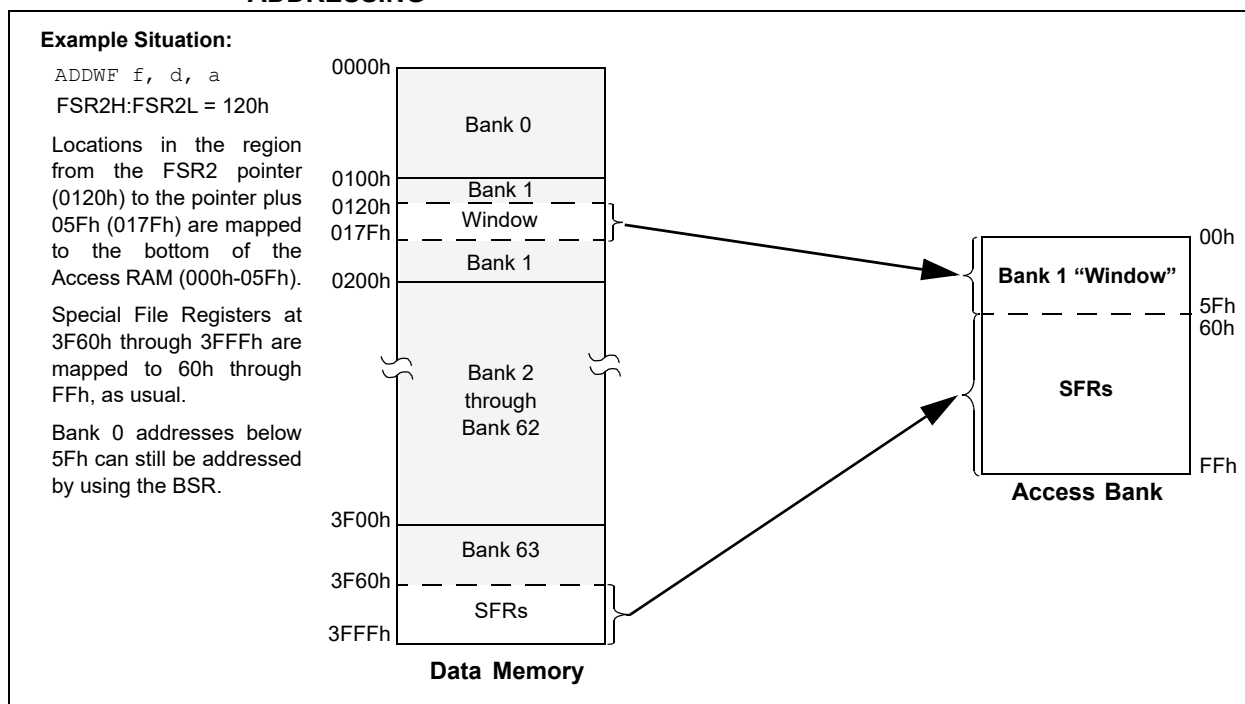 ADDRESSING
Example Situation:
ADDWF f, d, a
FSR2H:FSR2L = 120h
Locations in the region
from the FSR2 pointer
(0120h) to the pointer plus
05Fh (017Fh) are mapped
to the bottom of the
Access RAM (000h-05Fh).
Special File Registers at
3F60h through 3FFFh are
mapped to 60h through
FFh, as usual.
Bank 0 addresses below
5Fh can still be addressed
by using the BSR.
0000h
Bank 0
0100h
Bank 1
0120h
Window
017Fh
Bank 1
0200h
Bank 2
through
Bank 62
3F00h
Bank 63
3F60h
SFRs
3FFFh
Data Memory
00h
Bank 1 “Window”
5Fh
60h
SFRs
FFh
Access Bank